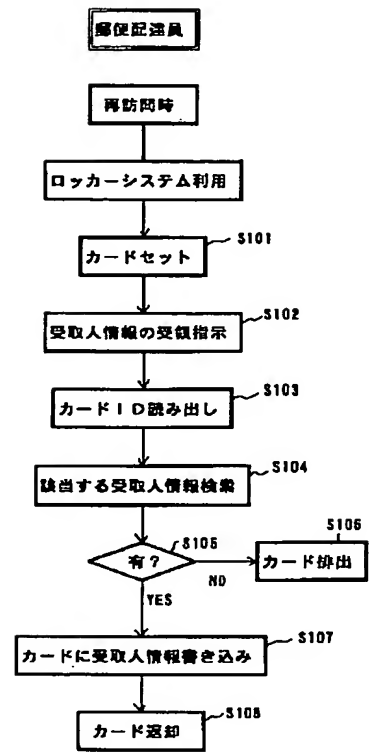 郵便配達員
再訪問時
ロッカーシステム利用
S101
カードセット
S102
受取人情報の受領指示
S103
カードID読み出し
S104
該当する受取人情報検索
S105
有?
NO
S106
カード排出
YES
S107
カードに受取人情報書き込み
S108
カード返却